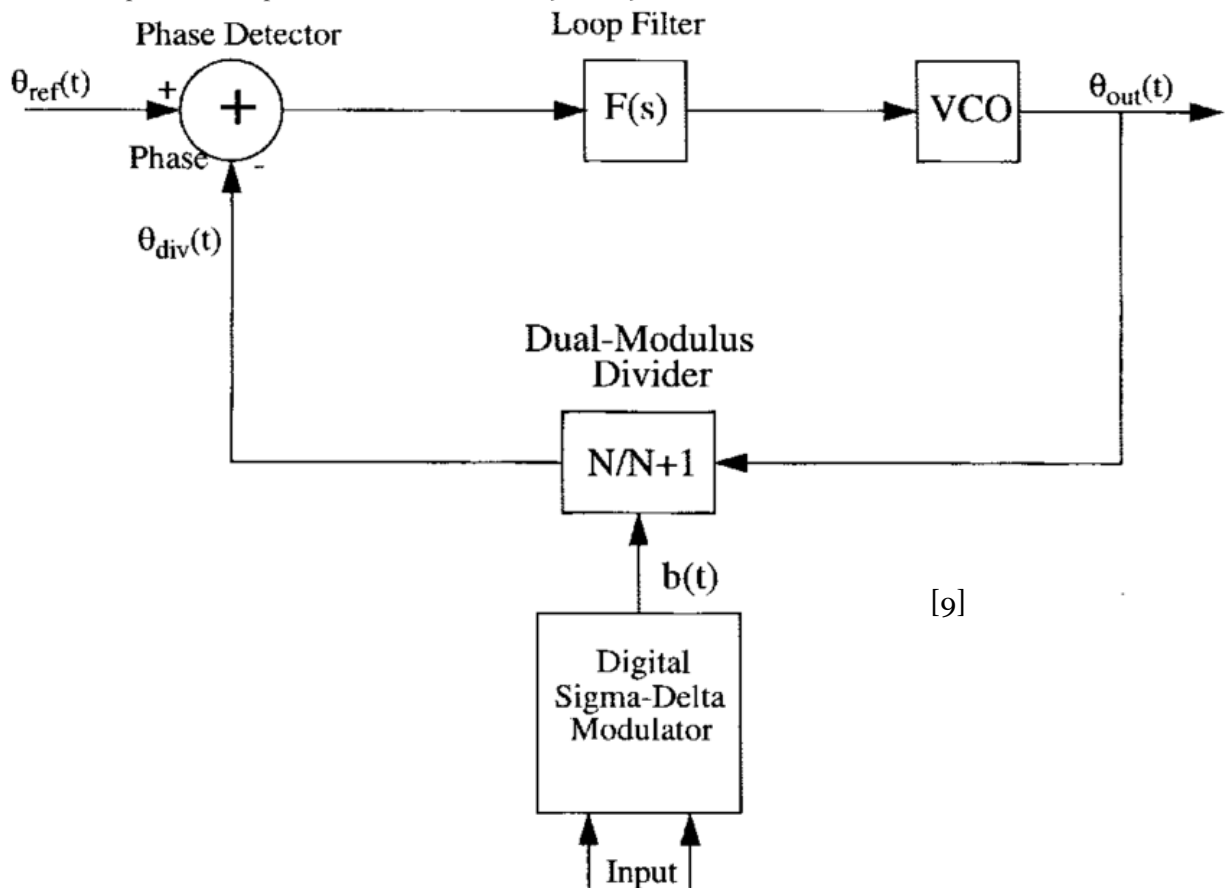 Phase Detector
Loop Filter
θref(t)
+
+
F(s)
VCO
θout(t)
Phase
-
θdiv(t)
Dual-Modulus
Divider
N/N+1
b(t)
[9]
Digital
Sigma-Delta
Modulator
Input